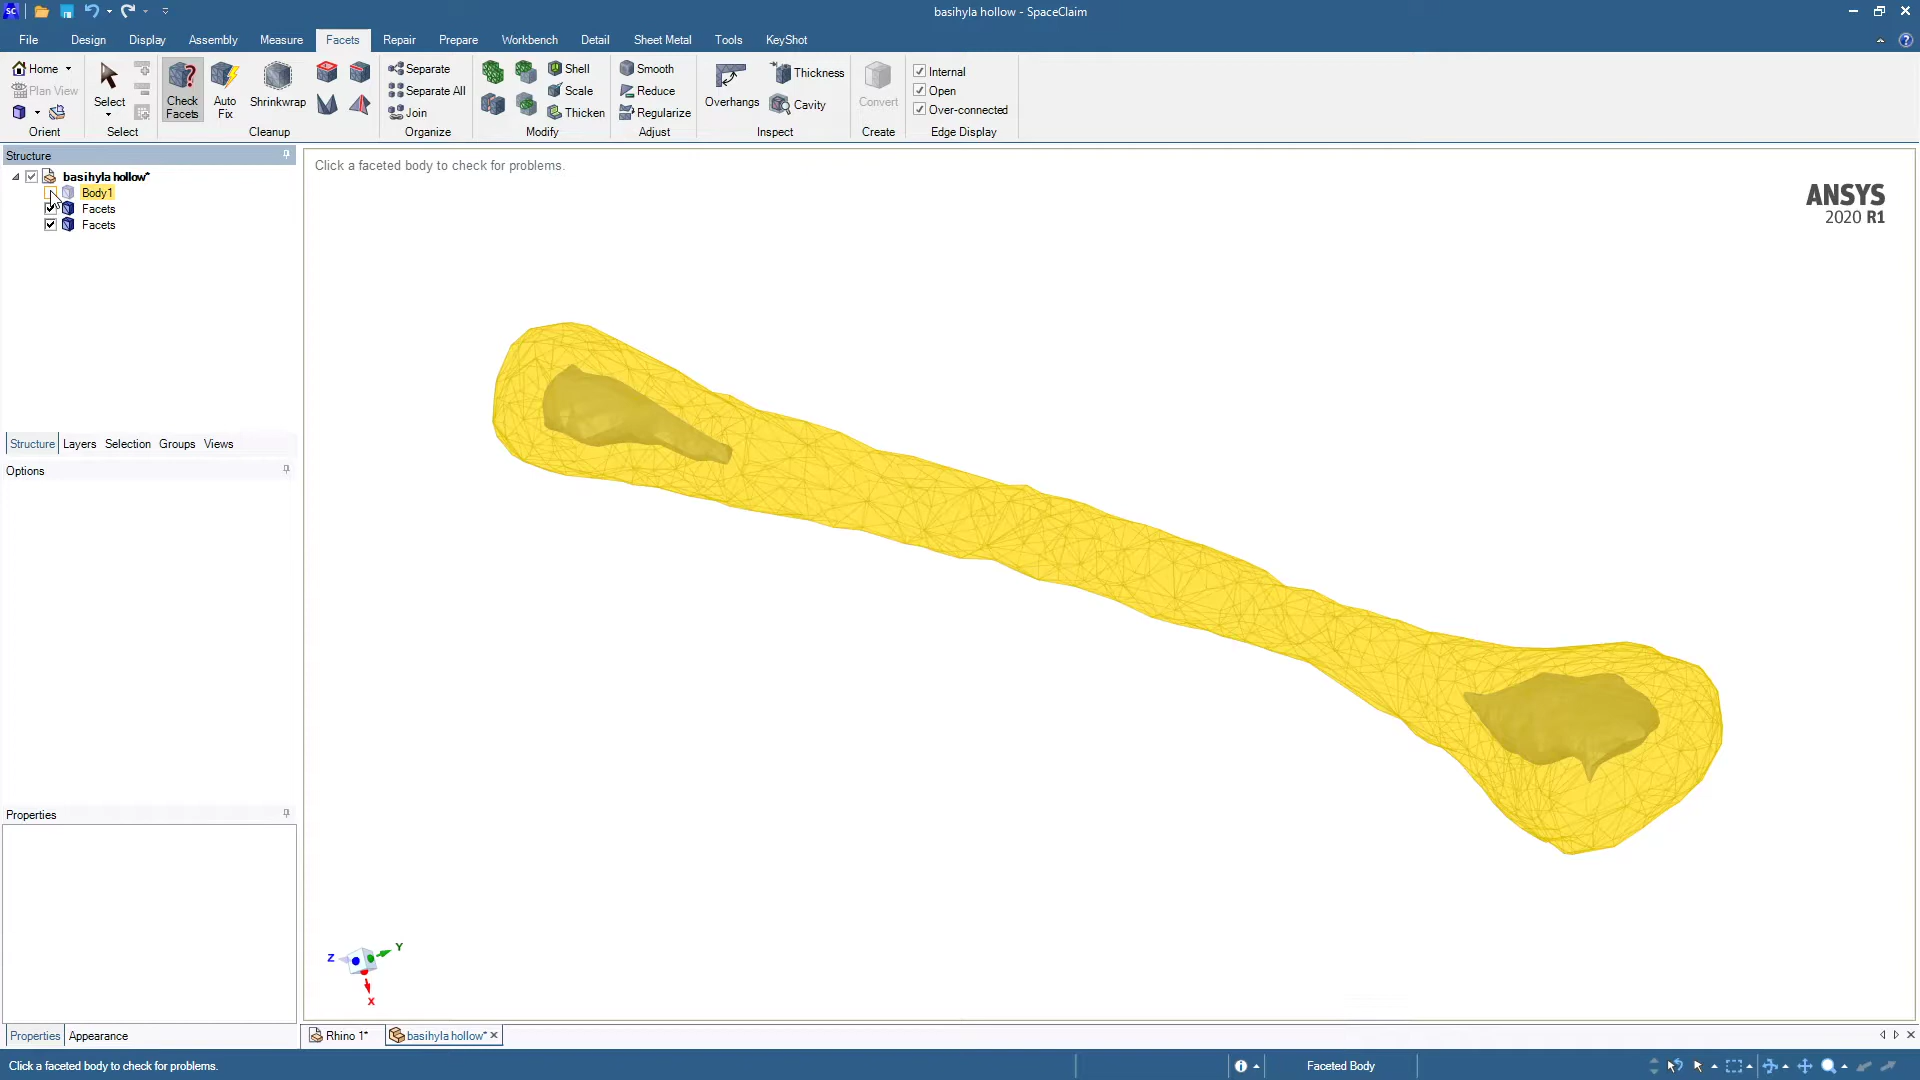 basihyla hollow - SpaceClaim
File Design Display Assembly Measure Facets Repair Prepare Workbench Detail Sheet Metal Tools KeyShot
Home
Plan View
Orient
Select
Select
Check Facets
Auto Fix
Shrinkwrap
Cleanup
Separate
Separate All
Join
Organize
Shell
Scale
Thicken
Modify
Smooth
Reduce
Regularize
Adjust
Overhangs
Thickness
Cavity
Inspect
Convert
Create
Internal
Open
Over-connected
Edge Display
Structure
basihyla hollow*
Body1
Facets
Facets
Click a faceted body to check for problems.
ANSYS
2020 R1
Structure Layers Selection Groups Views
Options
Properties
Z
Y
X
Properties Appearance
Rhino 1* basihyla hollow*
Click a faceted body to check for problems.
Faceted Body